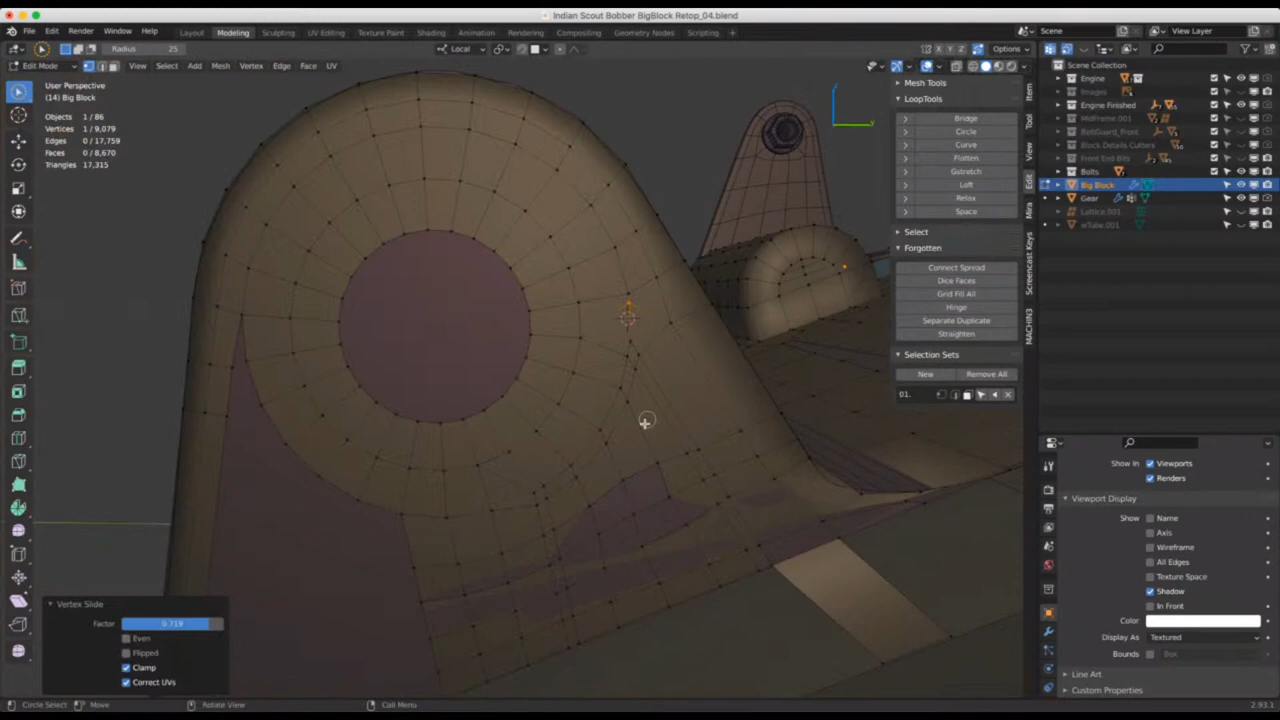 Indian Scout Bobber BigBlock Retop_04.blend
File Edit Render Window Help Layout Modeling Sculpting UV Editing Texture Paint Shading Animation Rendering Compositing Geometry Nodes Scripting + Scene View Layer
Radius 25 Local X Y Z Options
Edit Mode View Select Add Mesh Vertex Edge Face UV
User Perspective
(14) Big Block
Objects 1 / 86
Vertices 1 / 9,079
Edges 0 / 17,759
Faces 0 / 8,670
Triangles 17,315
Mesh Tools
LoopTools
Bridge
Circle
Curve
Flatten
Gstretch
Loft
Relax
Space
Select
Forgotten
Connect Spread
Dice Faces
Grid Fill All
Hinge
Separate Duplicate
Straighten
Selection Sets
New Remove All
01.
Item
Tool
View
Edit
Mira
Screencast Keys
MACHIN3
Scene Collection
Engine
Images
Engine Finished
MidFrame.001
BeltGuard_Front
Block Details Cutters
Front End Bits
Bolts
Big Block
Gear
Lattice.001
wTube.001
Show In Viewports
Renders
Viewport Display
Show Name
Axis
Wireframe
All Edges
Texture Space
Shadow
In Front
Color
Display As Textured
Bounds Box
Line Art
Custom Properties
Vertex Slide
Factor 0.719
Even
Flipped
Clamp
Correct UVs
Circle Select Move Rotate View Call Menu 2.93.1